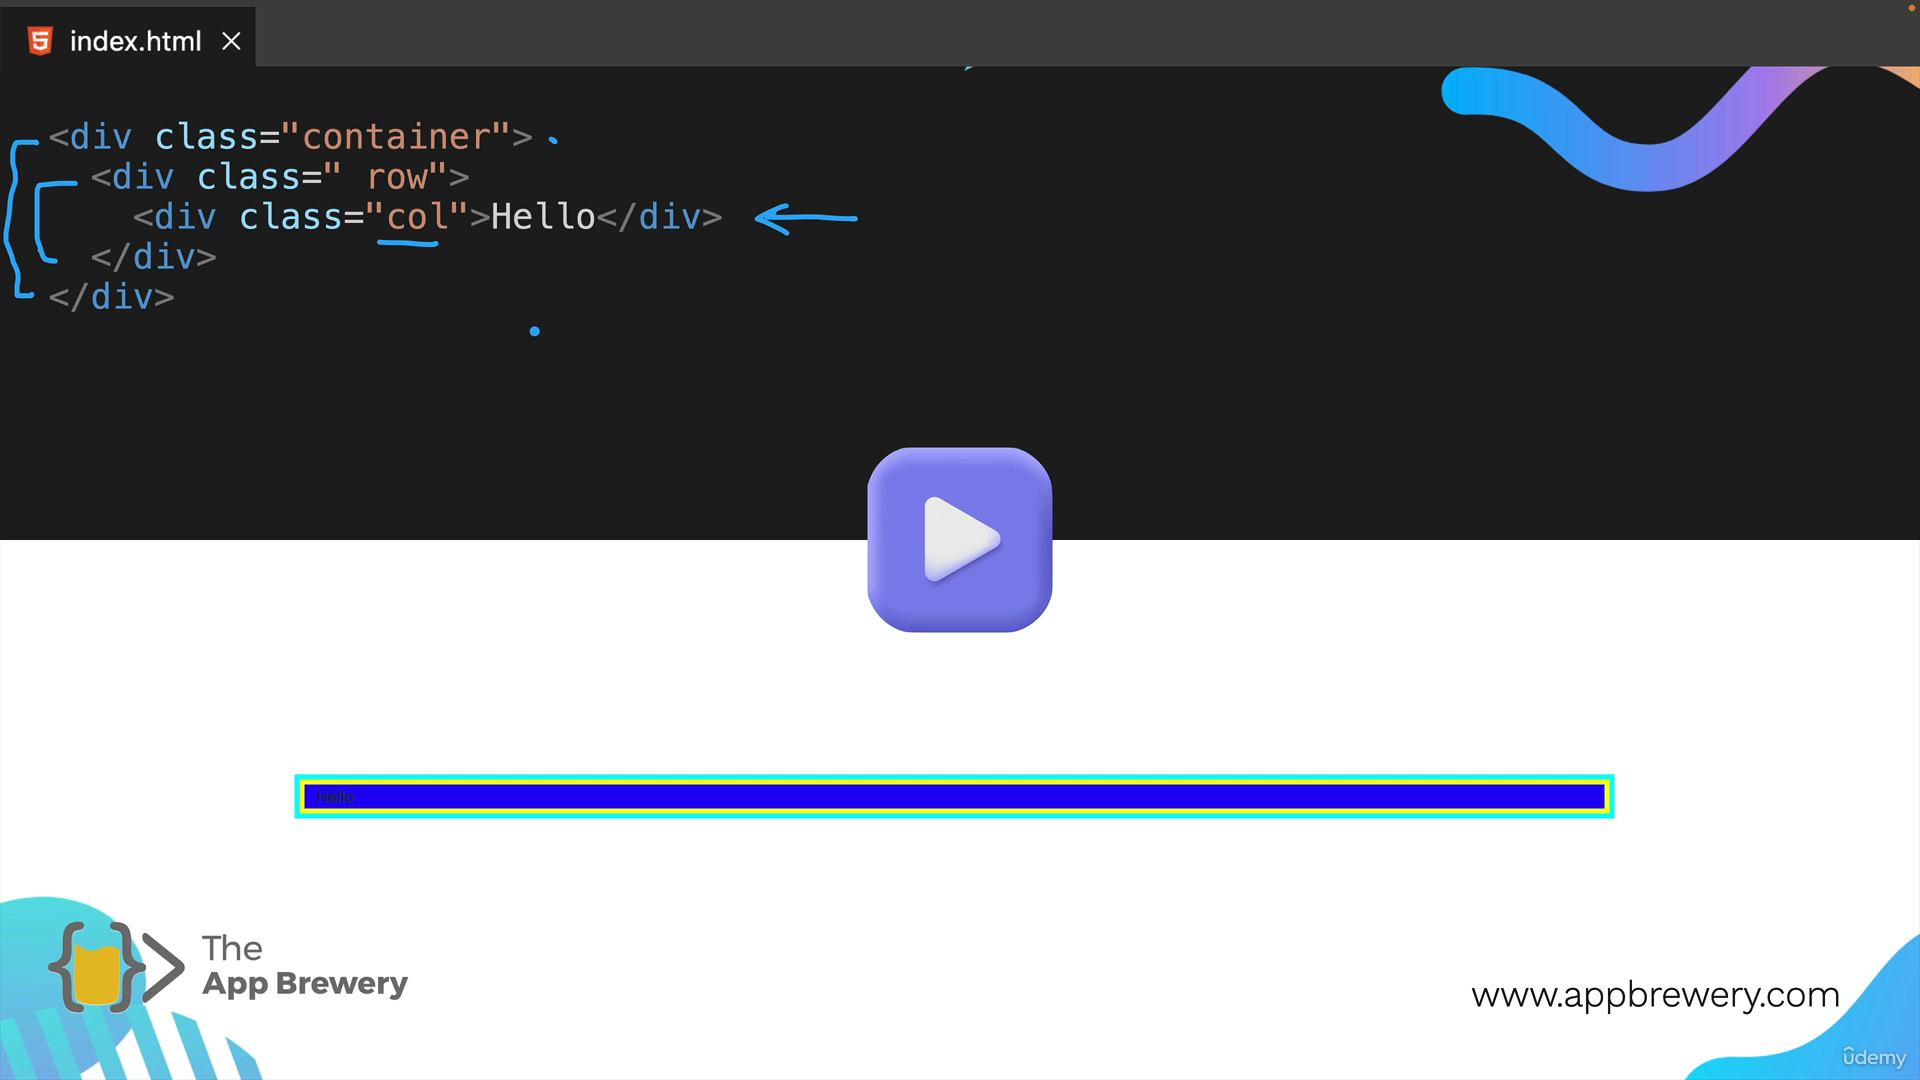 index.html
<div class="container">
<div class=" row">
<div class="col">Hello</div>
</div>
</div>
Hello
The
App Brewery
www.appbrewery.com
udemy